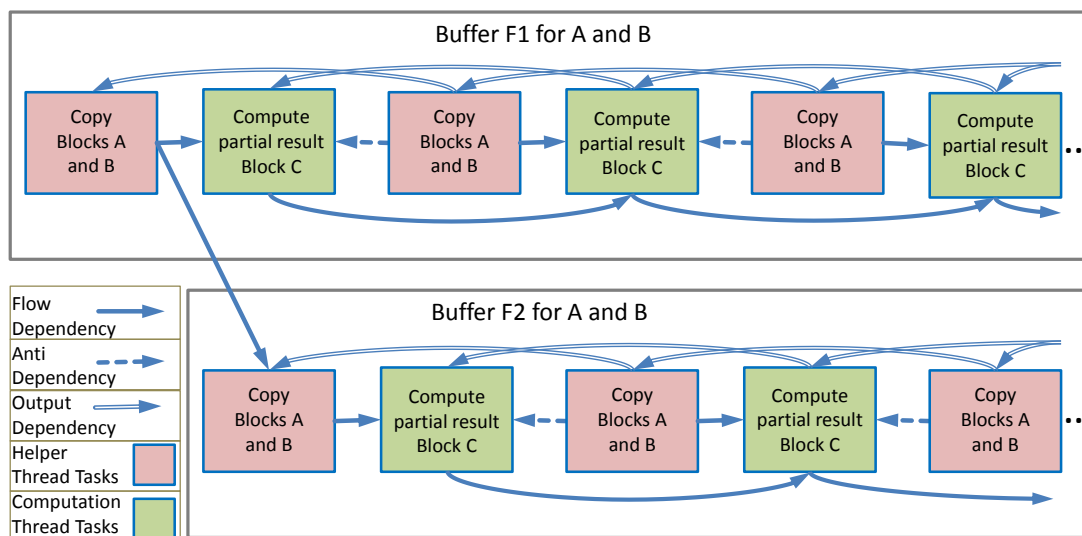 Buffer F1 for A and B
Copy
Blocks A
and B
Compute
partial result
Block C
Copy
Blocks A
and B
Compute
partial result
Block C
Copy
Blocks A
and B
Compute
partial result
Block C
...
Flow
Dependency
Anti
Dependency
Output
Dependency
Helper
Thread Tasks
Computation
Thread Tasks
Buffer F2 for A and B
Copy
Blocks A
and B
Compute
partial result
Block C
Copy
Blocks A
and B
Compute
partial result
Block C
Copy
Blocks A
and B
...